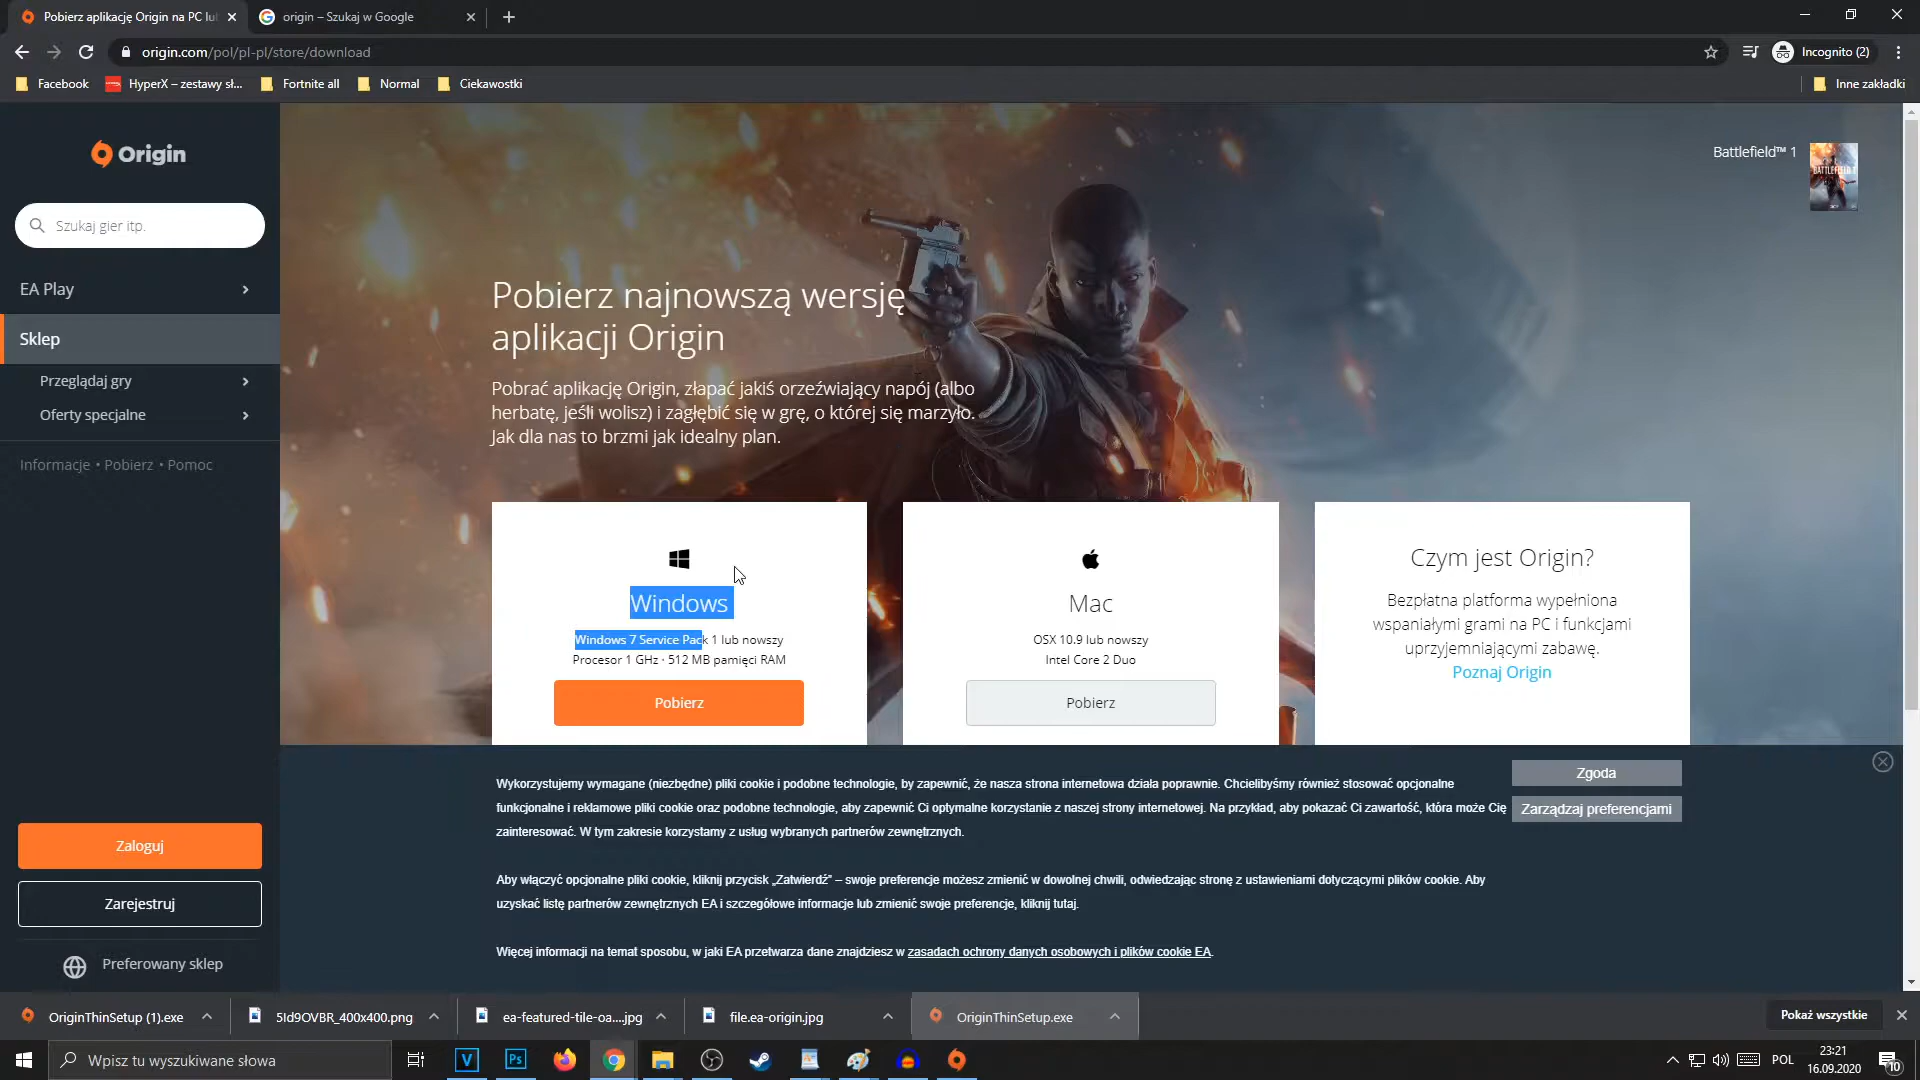 Pobierz aplikację Origin na PC lu
origin – Szukaj w Google
origin.com/pol/pl-pl/store/download
Incognito (2)
Facebook
HyperX – zestawy sł...
Fortnite all
Normal
Ciekawostki
Inne zakładki
Origin
Szukaj gier itp.
EA Play
Sklep
Przeglądaj gry
Oferty specjalne
Informacje • Pobierz • Pomoc
Battlefield™ 1
BATTLEFIELD 1
Pobierz najnowszą wersję
aplikacji Origin
Pobrać aplikację Origin, złapać jakiś orzeźwiający napój (albo
herbatę, jeśli wolisz) i zagłębić się w grę, o której się marzyło.
Jak dla nas to brzmi jak idealny plan.
Windows
Windows 7 Service Pack 1 lub nowszy
Procesor 1 GHz · 512 MB pamięci RAM
Pobierz
Mac
OSX 10.9 lub nowszy
Intel Core 2 Duo
Pobierz
Czym jest Origin?
Bezpłatna platforma wypełniona
wspaniałymi grami na PC i funkcjami
uprzyjemniającymi zabawę.
Poznaj Origin
Wykorzystujemy wymagane (niezbędne) pliki cookie i podobne technologie, by zapewnić, że nasza strona internetowa działa poprawnie. Chcielibyśmy również stosować opcjonalne
funkcjonalne i reklamowe pliki cookie oraz podobne technologie, aby zapewnić Ci optymalne korzystanie z naszej strony internetowej. Na przykład, aby pokazać Ci zawartość, która może Cię
zainteresować. W tym zakresie korzystamy z usług wybranych partnerów zewnętrznych.
Aby włączyć opcjonalne pliki cookie, kliknij przycisk „Zatwierdź” – swoje preferencje możesz zmienić w dowolnej chwili, odwiedzając stronę z ustawieniami dotyczącymi plików cookie. Aby
uzyskać listę partnerów zewnętrznych EA i szczegółowe informacje lub zmienić swoje preferencje, kliknij tutaj.
Więcej informacji na temat sposobu, w jaki EA przetwarza dane znajdziesz w zasadach ochrony danych osobowych i plików cookie EA.
Zgoda
Zarządzaj preferencjami
Zaloguj
Zarejestruj
Preferowany sklep
OriginThinSetup (1).exe
5Id9OVBR_400x400.png
ea-featured-tile-oa....jpg
file.ea-origin.jpg
OriginThinSetup.exe
Pokaż wszystkie
Wpisz tu wyszukiwane słowa
V
Ps
POL
23:21
16.09.2020
10